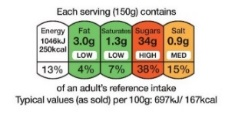 Each serving (150g) contains
Energy
1046kJ
250kcal
13%
Fat
3.0g
LOW
4%
Saturates
1.3g
LOW
7%
Sugars
34g
HIGH
38%
Salt
0.9g
MED
15%
of an adult's reference intake
Typical values (as sold) per 100g: 697kJ/ 167kcal